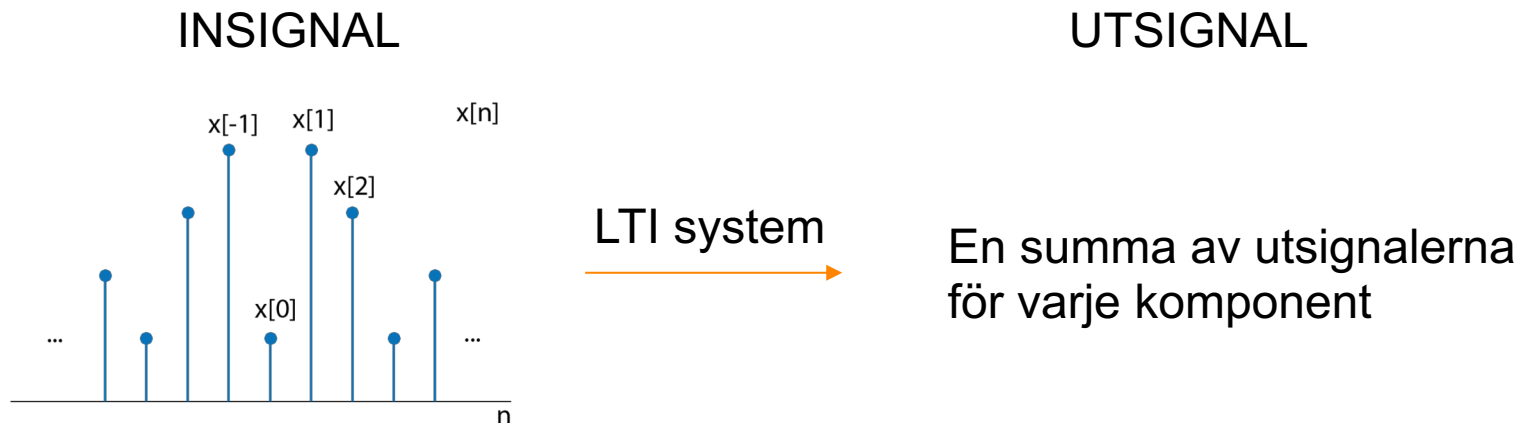 INSIGNAL
UTSIGNAL
x[-1]
x[1]
x[n]
x[2]
x[0]
...
...
n
LTI system
En summa av utsignalerna
för varje komponent